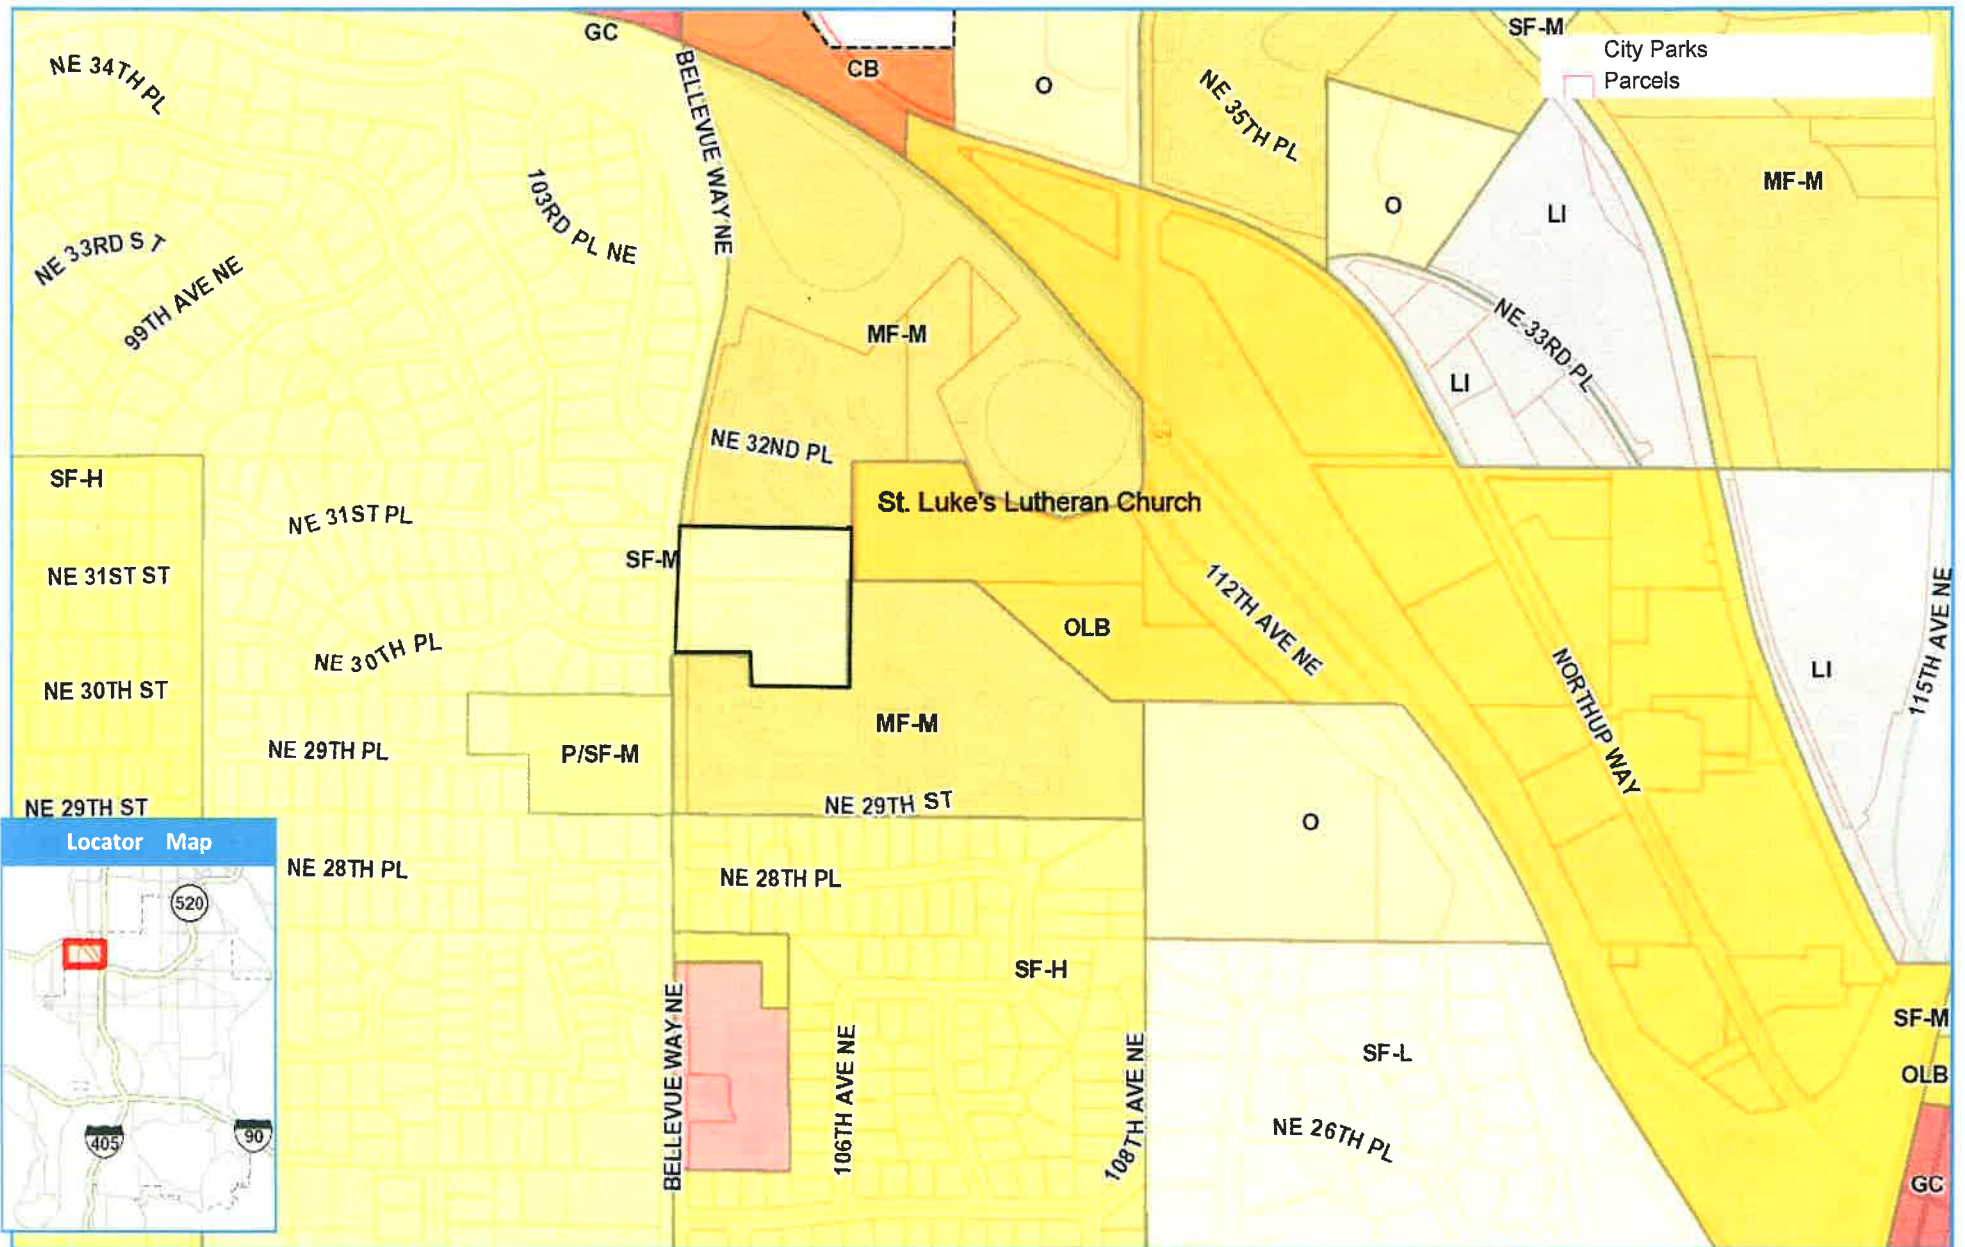 GC
SF-M
City Parks
Parcels
NE 34TH PL
CB
O
NE 35TH PL
BELLEVUE WAY NE
MF-M
O
LI
103RD PL NE
NE 33RD ST
99TH AVE NE
MF-M
NE 33RD PL
LI
NE 32ND PL
SF-H
St. Luke's Lutheran Church
NE 31ST PL
SF-M
NE 31ST ST
112TH AVE NE
OLB
115TH AVE NE
NE 30TH PL
LI
NE 30TH ST
NORTHUP WAY
MF-M
NE 29TH PL
P/SF-M
NE 29TH ST
NE 29TH ST
O
Locator Map
NE 28TH PL
NE 28TH PL
520
SF-H
BELLEVUE WAY NE
106TH AVE NE
108TH AVE NE
SF-M
SF-L
OLB
405
90
NE 26TH PL
GC